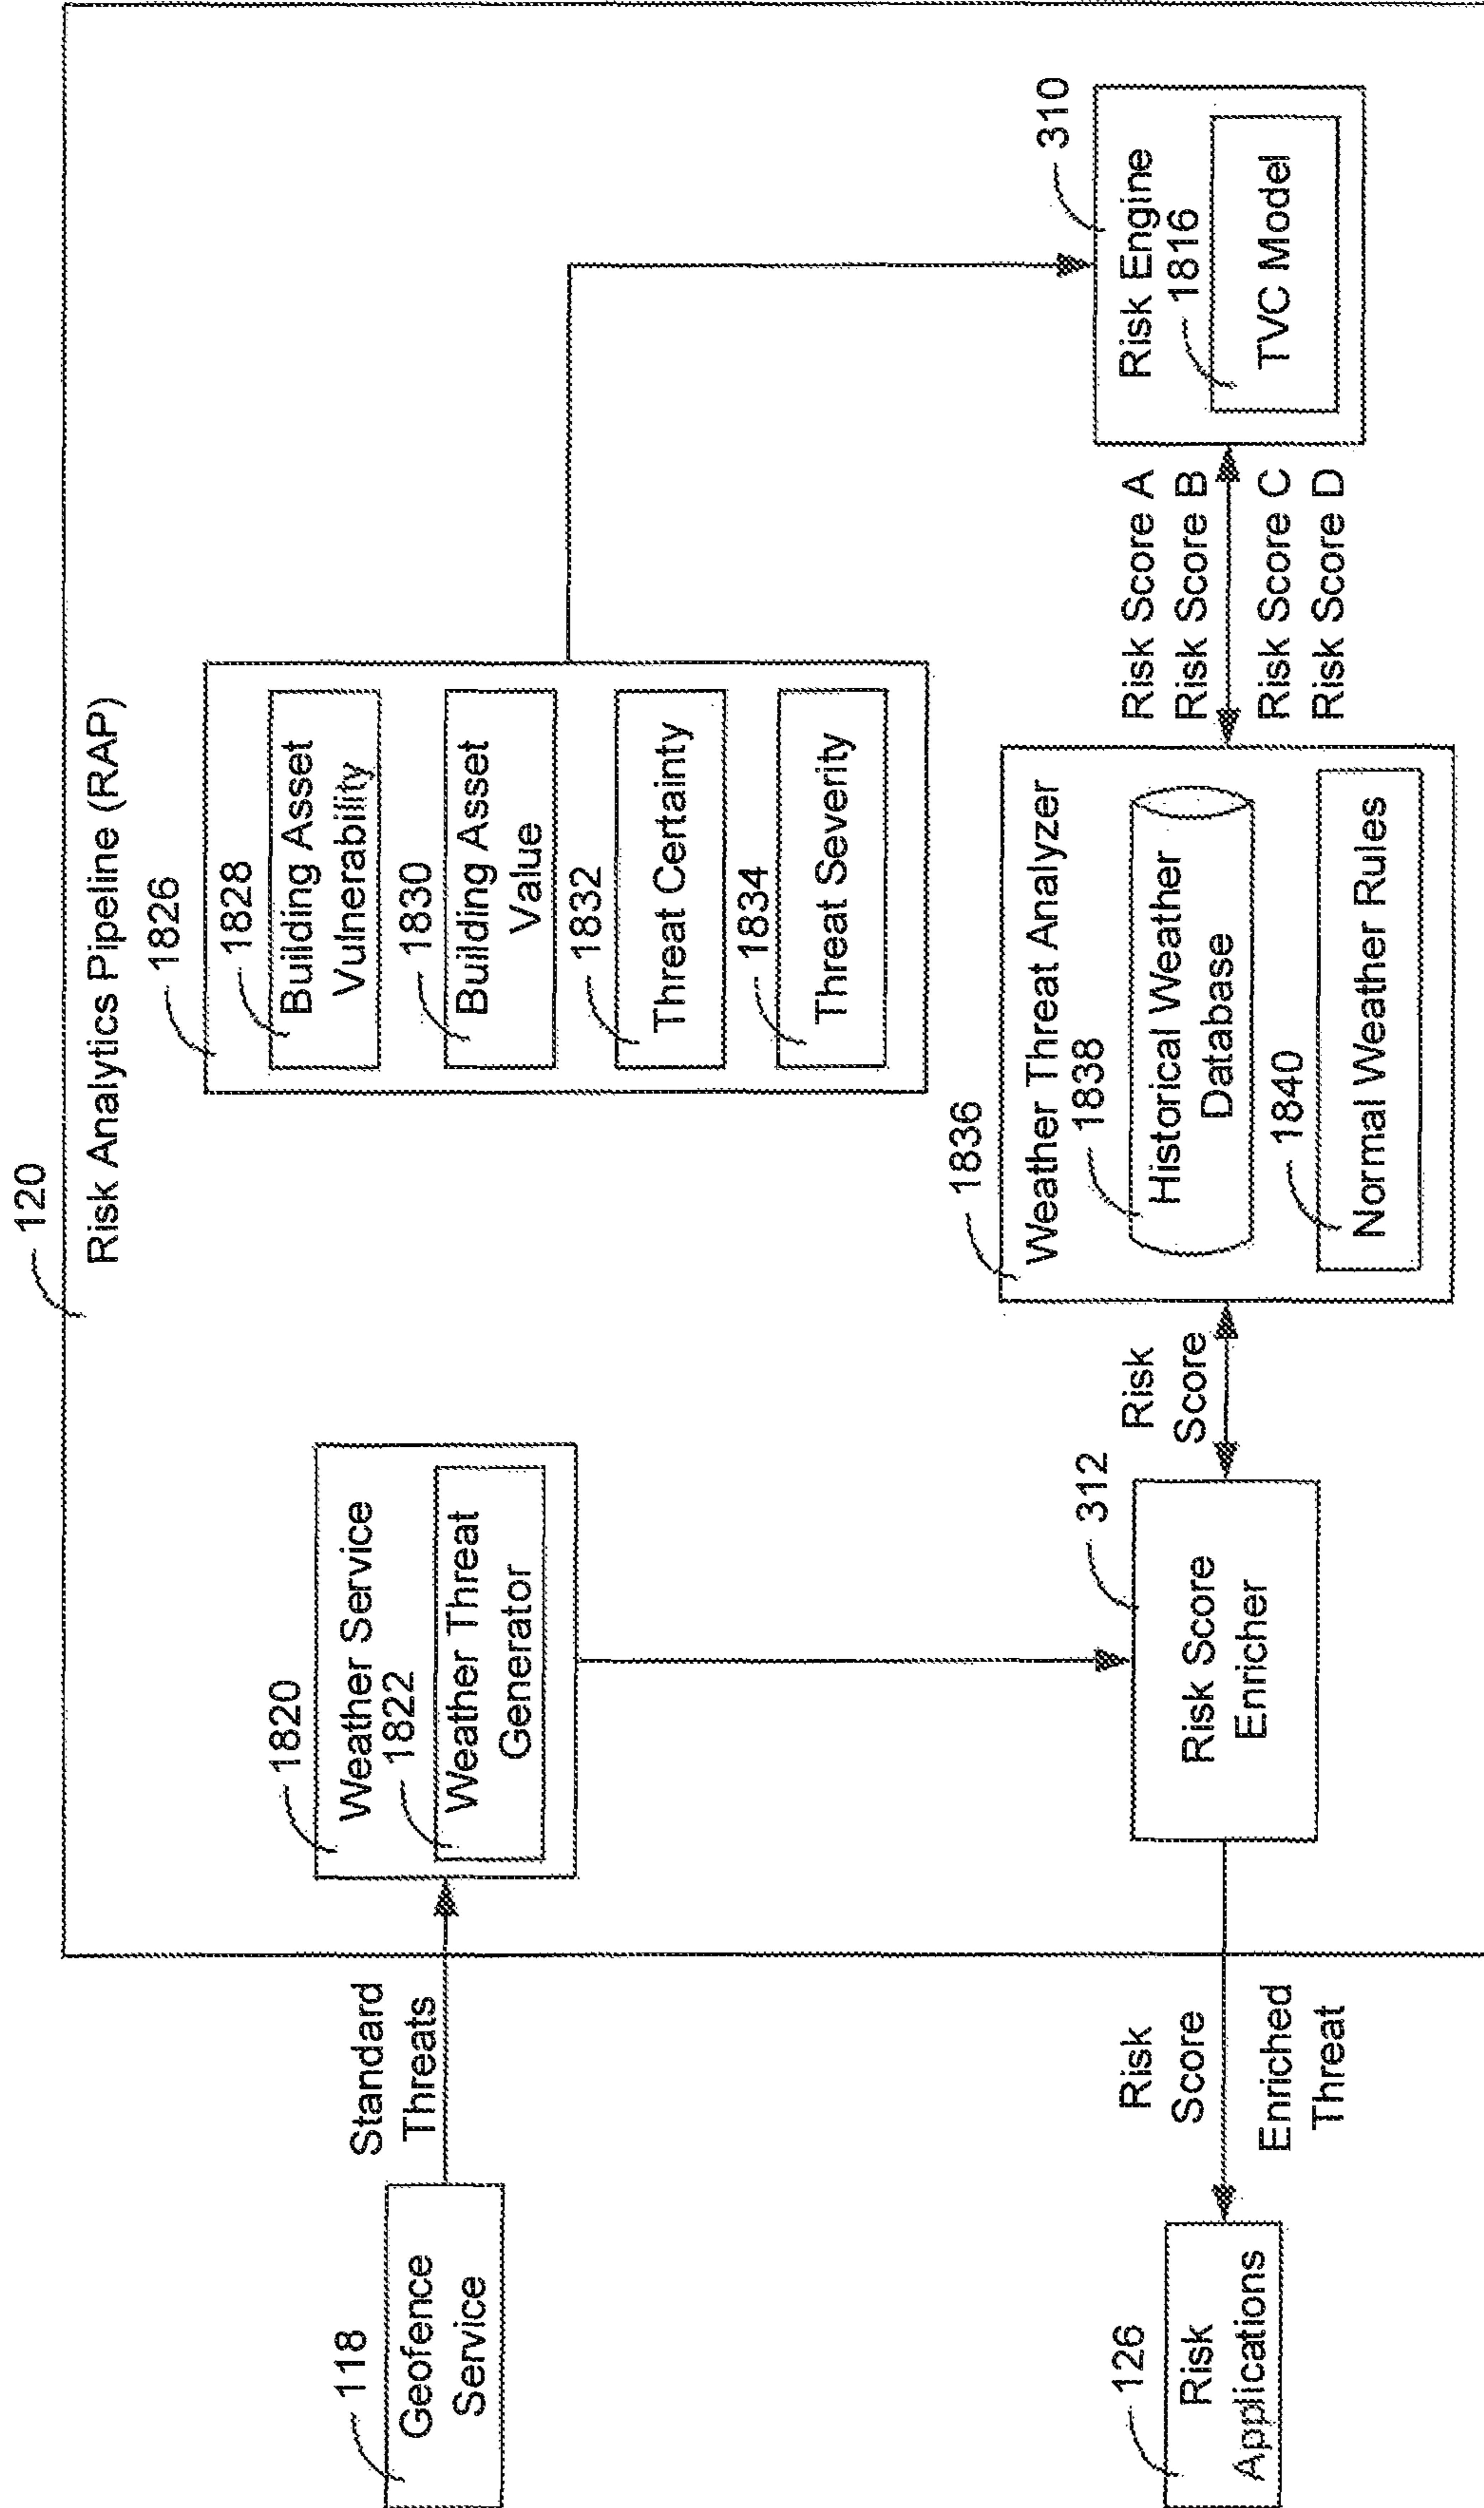 120
Risk Analytics Pipeline (RAP)
118
Geofence
Service
Standard
Threats
1820
Weather Service
1822
Weather Threat
Generator
1826
1828
Building Asset
Vulnerability
1830
Building Asset
Value
1832
Threat Certainty
1834
Threat Severity
310
Risk Engine
1816
TVC Model
126
Risk
Applications
Risk
Score
Enriched
Threat
312
Risk Score
Enricher
Risk
Score
1836
Weather Threat Analyzer
1838
Historical Weather
Database
1840
Normal Weather Rules
Risk Score A
Risk Score B
Risk Score C
Risk Score D